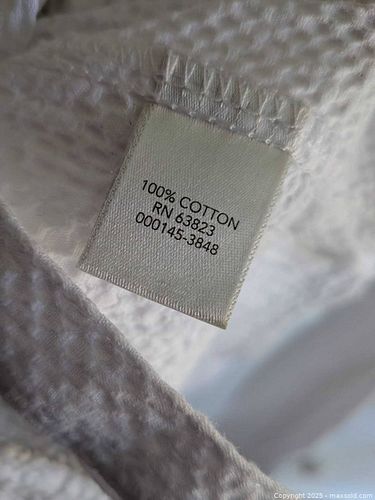 100% COTTON
RN 63823
000145-3848
Copyright 2025 - maxsold.com